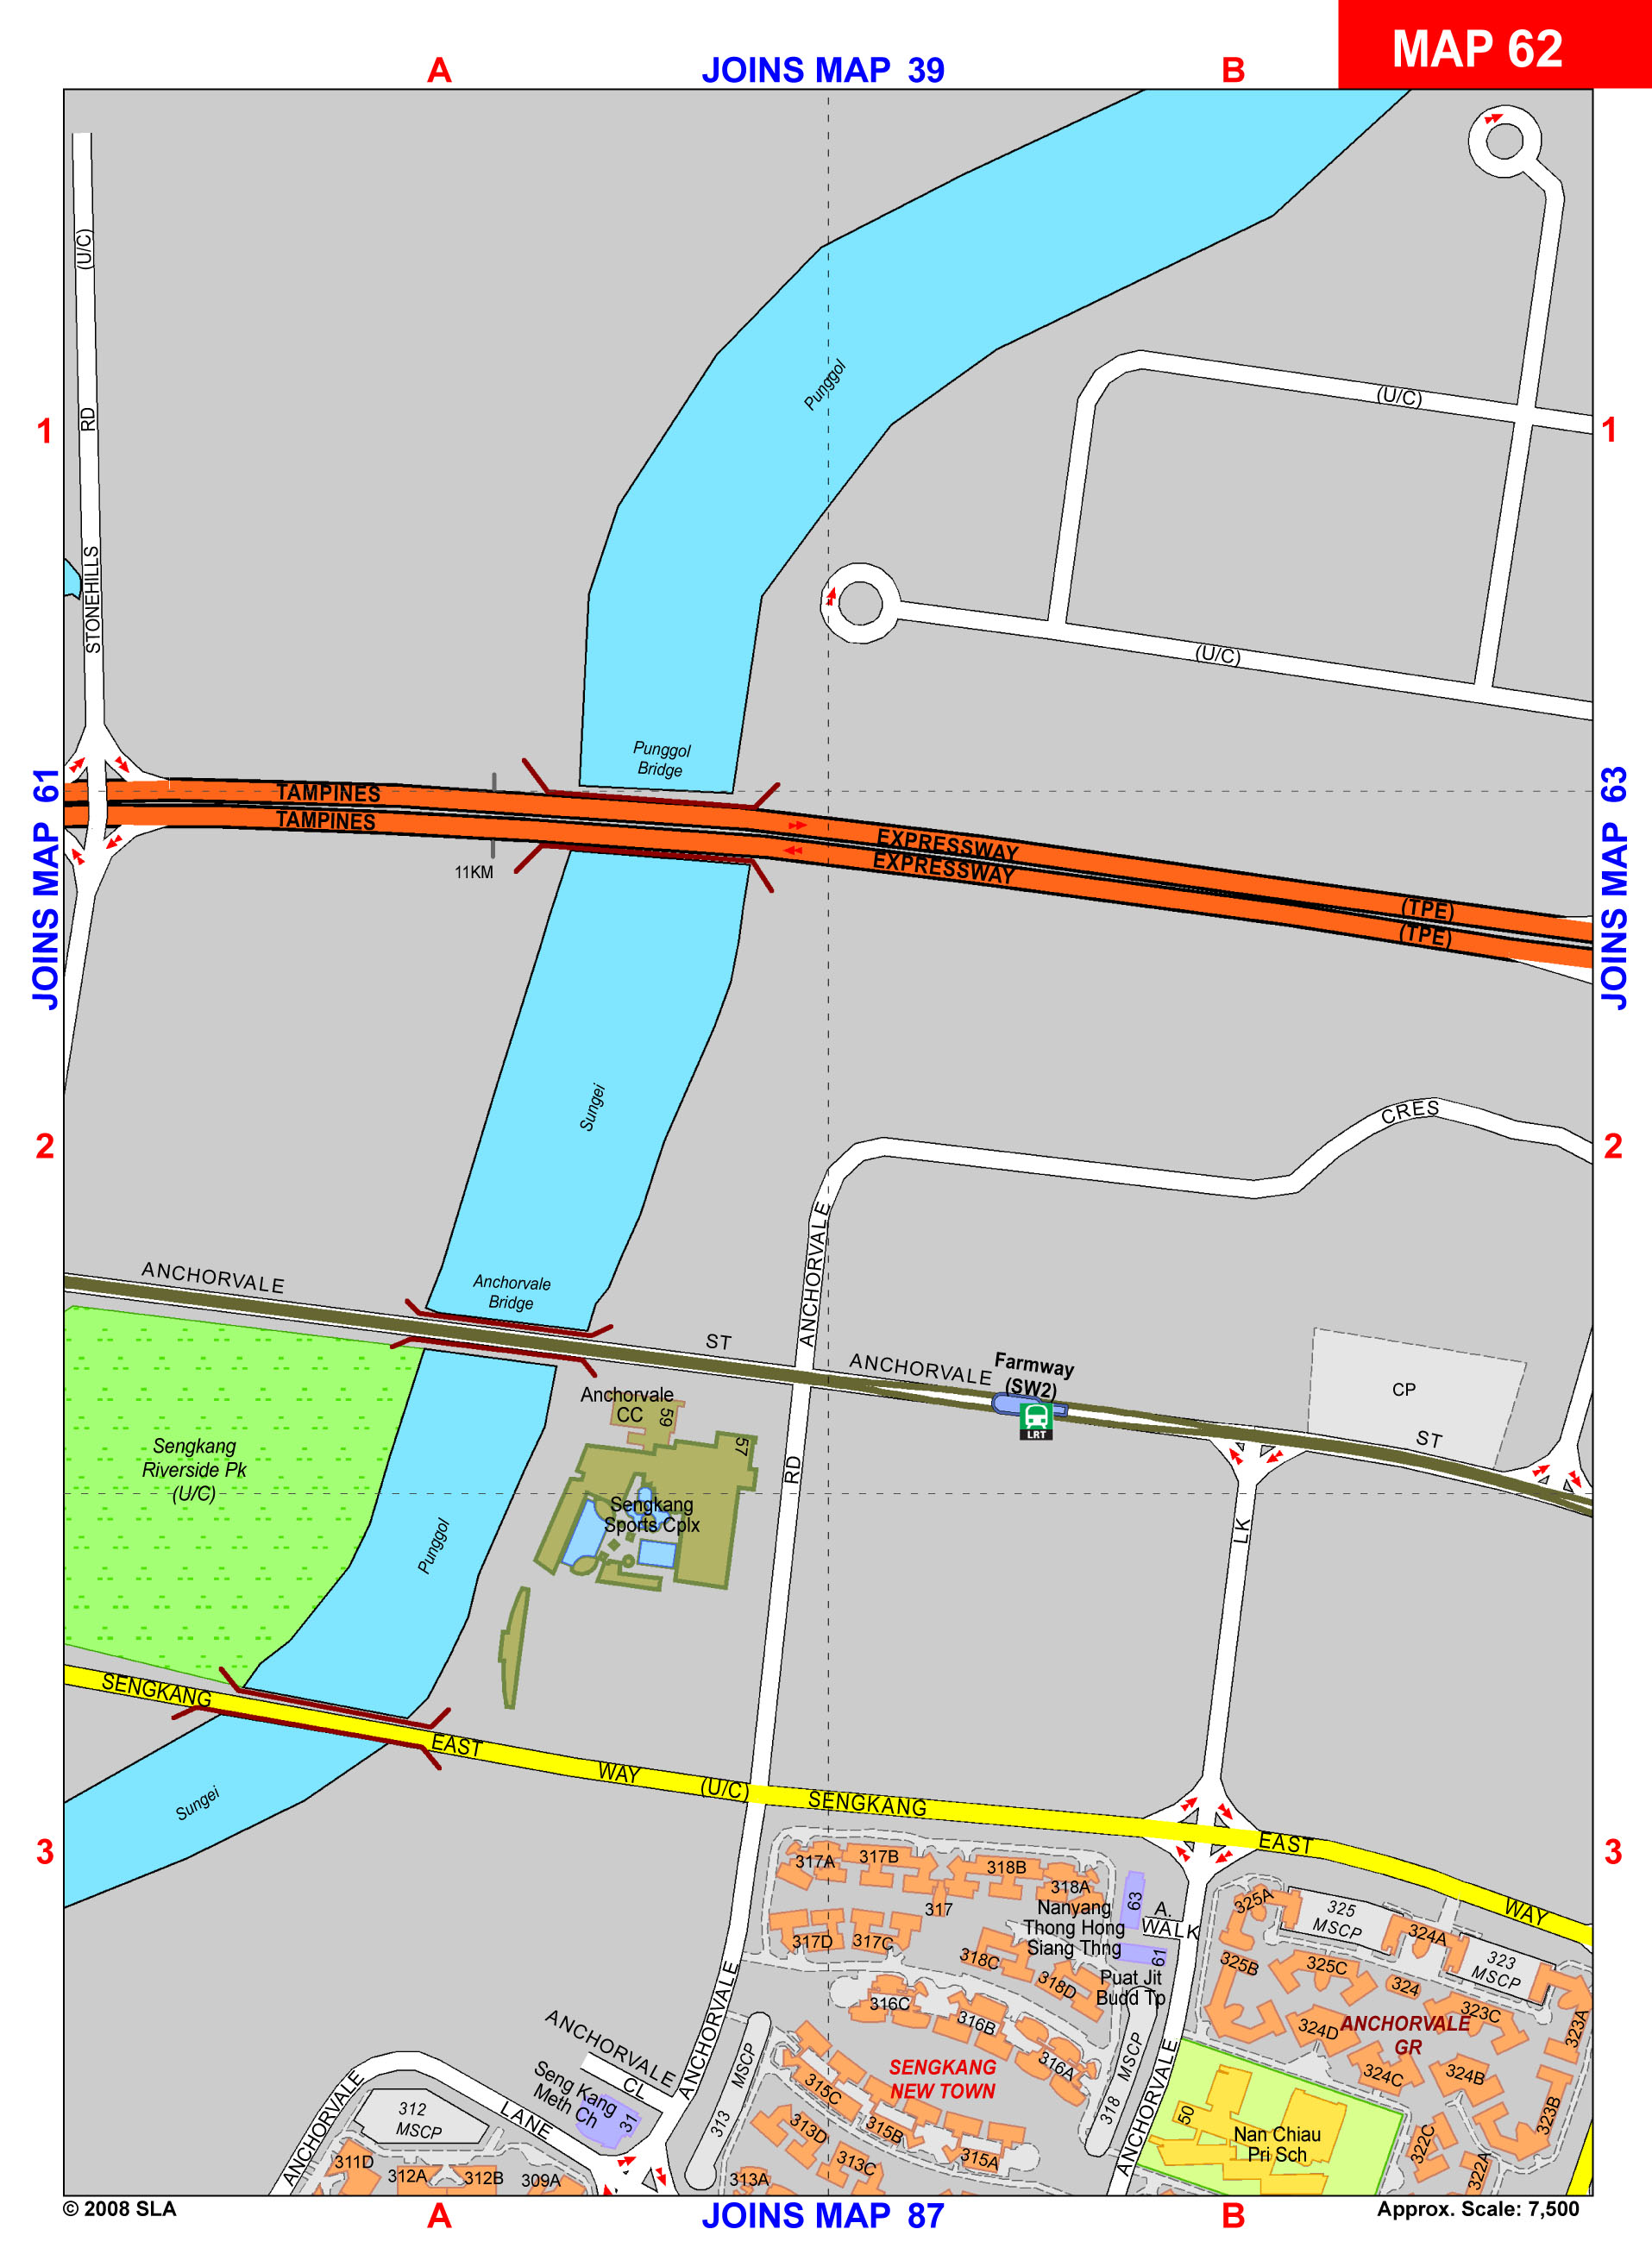 MAP 62
A
JOINS MAP 39
B
(U/C)
Punggol
1
RD
(U/C)
1
STONEHILLS
(U/C)
Punggol
Bridge
JOINS MAP 61
JOINS MAP 63
TAMPINES
TAMPINES
EXPRESSWAY
EXPRESSWAY
11KM
(TPE)
(TPE)
Sungei
CRES
2
2
ANCHORVALE
ANCHORVALE
Anchorvale
Bridge
ST
ANCHORVALE
Farmway
(SW2)
LRT
CP
ST
Anchorvale
CC
59
57
Sengkang
Riverside Pk
(U/C)
RD
Sengkang
Sports Cplx
Punggol
LK
SENGKANG
EAST
WAY
(U/C)
SENGKANG
EAST
WAY
Sungei
3
3
317A
317B
318B
318A
317
Nanyang
Thong Hong
Siang Thng
63
A.
WALK
61
317D
317C
318C
318D
Puat Jit
Budd Tp
325A
325
MSCP
324A
323
MSCP
325B
325C
324
323C
323A
324D
ANCHORVALE
GR
324C
324B
323B
316C
316B
316A
ANCHORVALE
ANCHORVALE
CL
MSCP
313
315C
SENGKANG
NEW TOWN
MSCP
318
ANCHORVALE
Seng Kang
Meth Ch
31
ANCHORVALE
LANE
312
MSCP
313D
315B
315A
313C
313A
50
Nan Chiau
Pri Sch
322C
322A
311D
312A
312B
309A
© 2008 SLA
Approx. Scale: 7,500
A
JOINS MAP 87
B